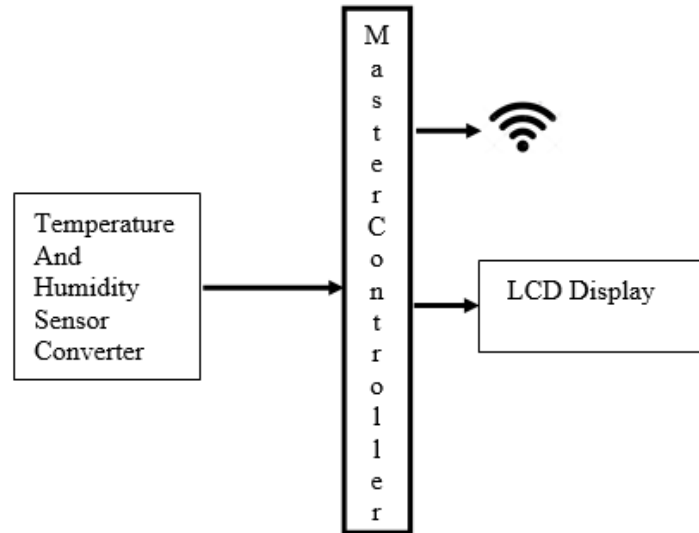 Temperature
And
Humidity
Sensor
Converter
M
a
s
t
e
r
C
o
n
t
r
o
l
l
e
r
LCD Display